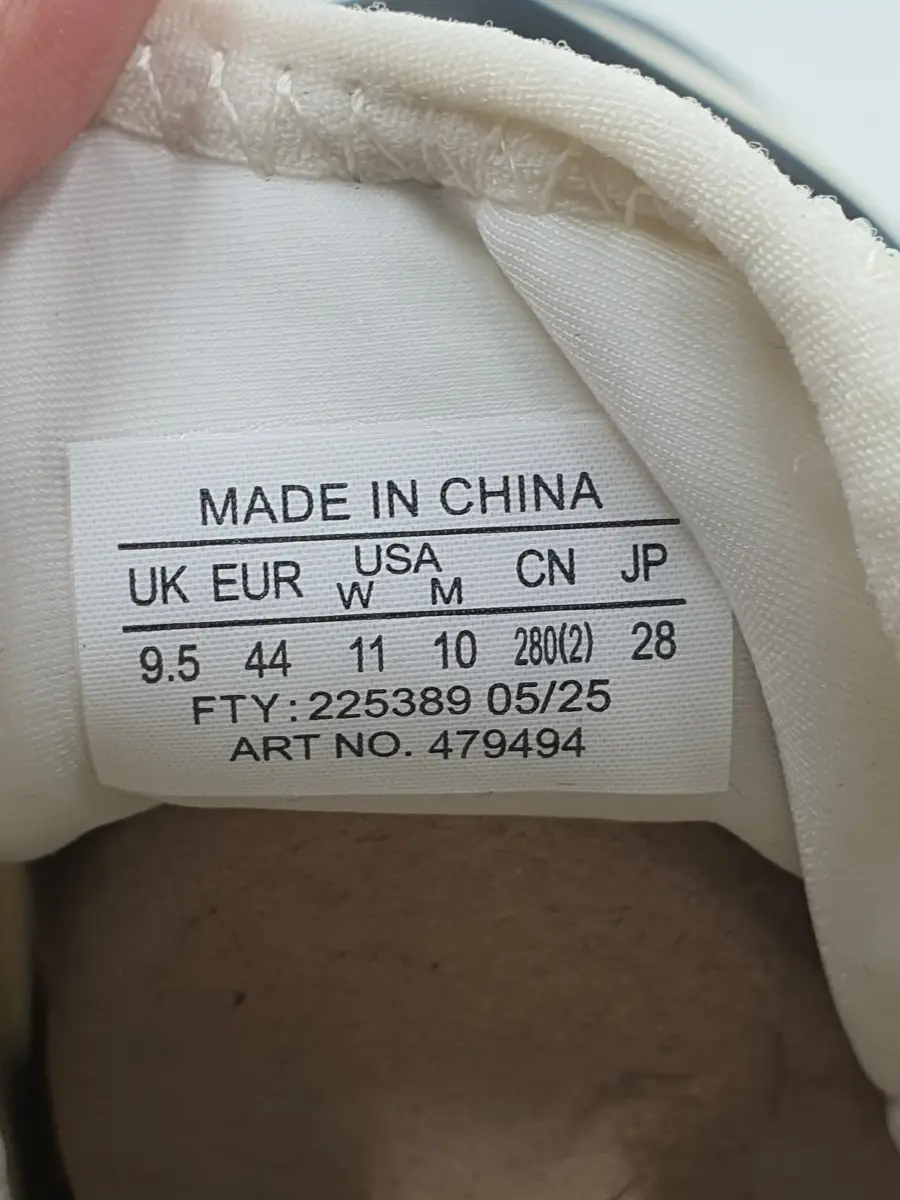 MADE IN CHINA
UK EUR USA CN JP
W M
9.5 44 11 10 280(2) 28
FTY: 225389 05/25
ART NO. 479494